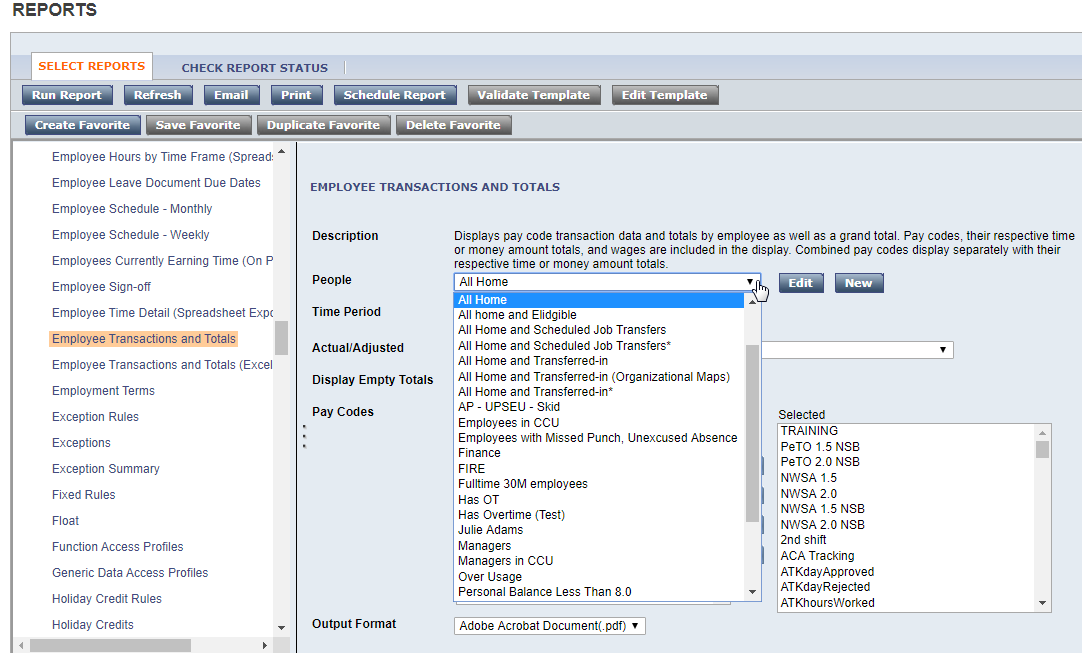 REPORTS
SELECT REPORTS
CHECK REPORT STATUS
Run Report
Refresh
Email
Print
Schedule Report
Validate Template
Edit Template
Create Favorite
Save Favorite
Duplicate Favorite
Delete Favorite
Employee Hours by Time Frame (Spreads
Employee Leave Document Due Dates
Employee Schedule - Monthly
Employee Schedule - Weekly
Employees Currently Earning Time (On P
Employee Sign-off
Employee Time Detail (Spreadsheet Expo
Employee Transactions and Totals
Employee Transactions and Totals (Excel
Employment Terms
Exception Rules
Exceptions
Exception Summary
Fixed Rules
Float
Function Access Profiles
Generic Data Access Profiles
Holiday Credit Rules
Holiday Credits
EMPLOYEE TRANSACTIONS AND TOTALS
Description
Displays pay code transaction data and totals by employee as well as a grand total. Pay codes, their respective time
or money amount totals, and wages are included in the display. Combined pay codes display separately with their
respective time or money amount totals.
People
All Home
Edit
New
Time Period
Actual/Adjusted
Display Empty Totals
Pay Codes
All Home
All home and Elidgible
All Home and Scheduled Job Transfers
All Home and Scheduled Job Transfers*
All Home and Transferred-in
All Home and Transferred-in (Organizational Maps)
All Home and Transferred-in*
AP - UPSEU - Skid
Employees in CCU
Employees with Missed Punch, Unexcused Absence
Finance
FIRE
Fulltime 30M employees
Has OT
Has Overtime (Test)
Julie Adams
Managers
Managers in CCU
Over Usage
Personal Balance Less Than 8.0
Selected
TRAINING
PeTO 1.5 NSB
PeTO 2.0 NSB
NWSA 1.5
NWSA 2.0
NWSA 1.5 NSB
NWSA 2.0 NSB
2nd shift
ACA Tracking
ATKdayApproved
ATKdayRejected
ATKhoursWorked
Output Format
Adobe Acrobat Document(.pdf)